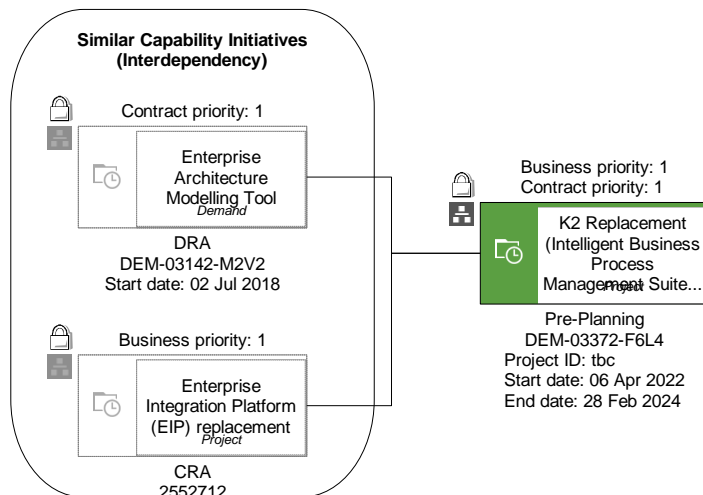 Similar Capability Initiatives
(Interdependency)
Contract priority: 1
Enterprise
Architecture
Modelling Tool
Demand
DRA
DEM-03142-M2V2
Start date: 02 Jul 2018
Business priority: 1
Enterprise
Integration Platform
(EIP) replacement
Project
CRA
2552712
Business priority: 1
Contract priority: 1
K2 Replacement
(Intelligent Business
Process
Management Suite...
Project
Pre-Planning
DEM-03372-F6L4
Project ID: tbc
Start date: 06 Apr 2022
End date: 28 Feb 2024